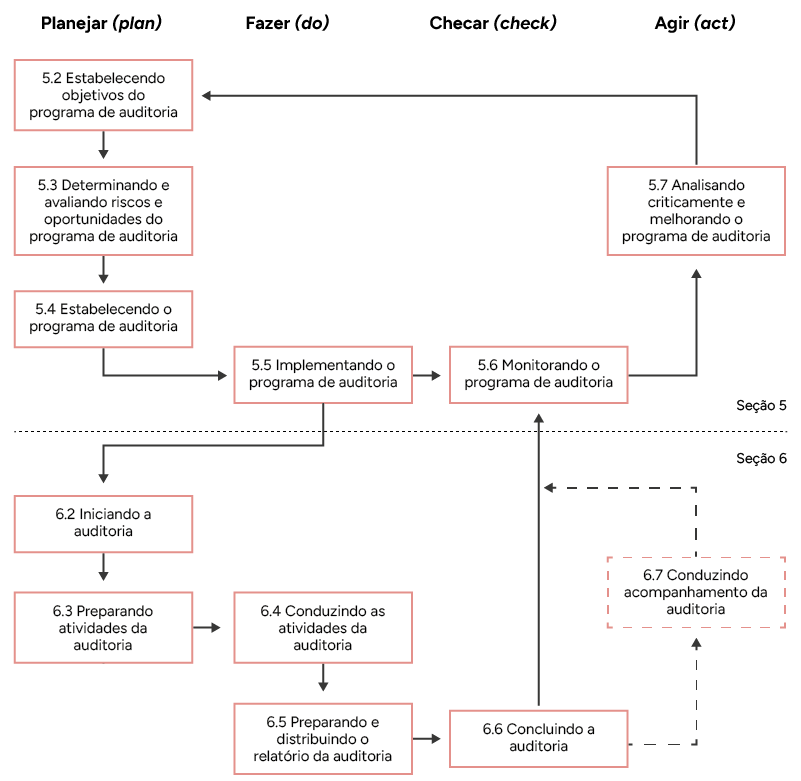 Planejar (plan)
Fazer (do)
Checar (check)
Agir (act)
5.2 Estabelecendo
objetivos do
programa de auditoria
5.3 Determinando e
avaliando riscos e
oportunidades do
programa de auditoria
5.7 Analisando
criticamente e
melhorando o
programa de auditoria
5.4 Estabelecendo o
programa de auditoria
5.5 Implementando o
programa de auditoria
5.6 Monitorando o
programa de auditoria
Seção 5
Seção 6
6.2 Iniciando a
auditoria
6.7 Conduzindo
acompanhamento da
auditoria
6.3 Preparando
atividades da
auditoria
6.4 Conduzindo as
atividades da
auditoria
6.5 Preparando e
distribuindo o
relatório da auditoria
6.6 Concluindo a
auditoria